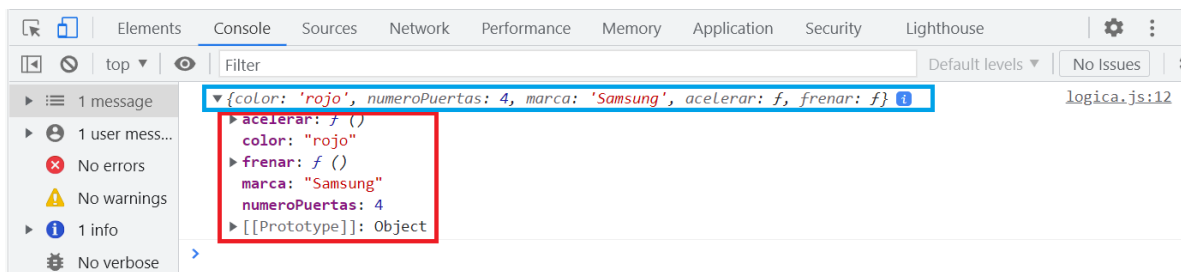 Elements Console Sources Network Performance Memory Application Security Lighthouse
top ▼ Filter Default levels ▼ No Issues
1 message
1 user mess...
No errors
No warnings
1 info
No verbose
▼{color: 'rojo', numeroPuertas: 4, marca: 'Samsung', acelerar: ƒ, frenar: ƒ} i
logica.js:12
▶acelerar: ƒ ()
color: "rojo"
▶frenar: ƒ ()
marca: "Samsung"
numeroPuertas: 4
▶[[Prototype]]: Object
>